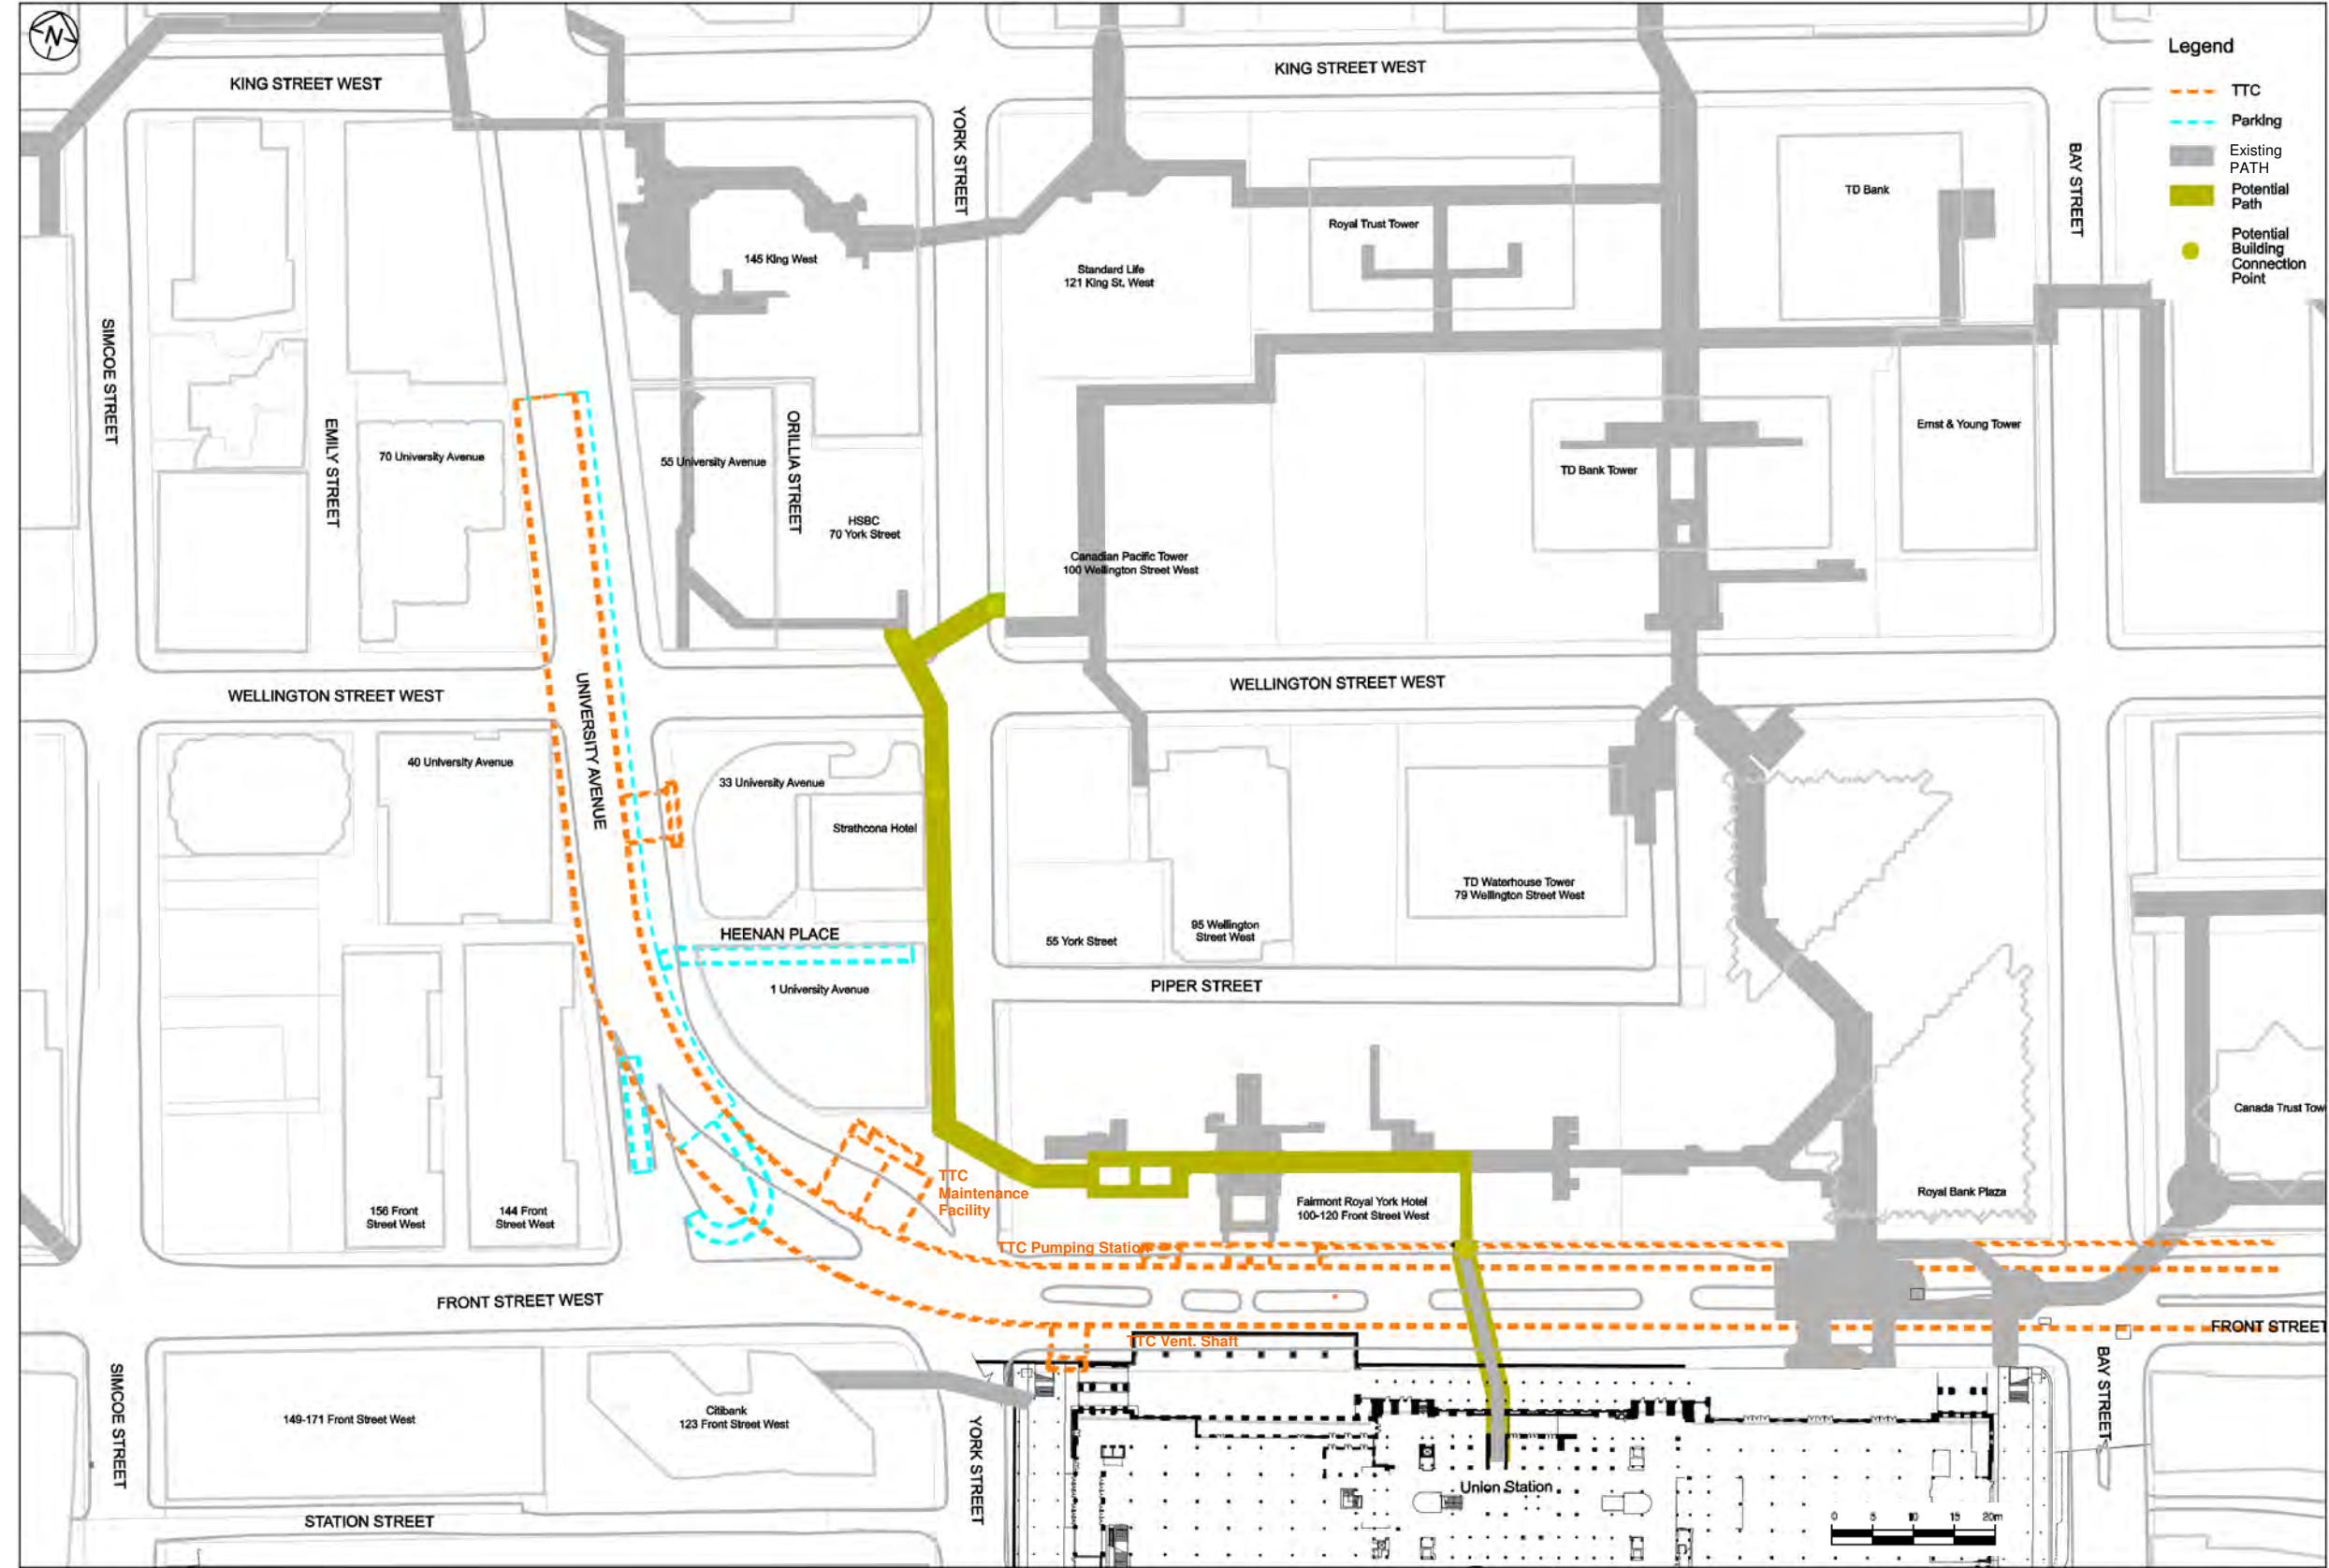 N
KING STREET WEST
KING STREET WEST
Legend
TTC
Parking
Existing
PATH
Potential
Path
Potential
Building
Connection
Point
YORK STREET
BAY STREET
TD Bank
Royal Trust Tower
145 King West
Standard Life
121 King St. West
SIMCOE STREET
EMILY STREET
ORILLIA STREET
70 University Avenue
55 University Avenue
HSBC
70 York Street
Canadian Pacific Tower
100 Wellington Street West
TD Bank Tower
Ernst & Young Tower
WELLINGTON STREET WEST
UNIVERSITY AVENUE
WELLINGTON STREET WEST
40 University Avenue
33 University Avenue
Strathcona Hotel
TD Waterhouse Tower
79 Wellington Street West
95 Wellington
Street West
55 York Street
HEENAN PLACE
1 University Avenue
PIPER STREET
Canada Trust Tow
156 Front
Street West
144 Front
Street West
TTC
Maintenance
Facility
Fairmont Royal York Hotel
100-120 Front Street West
Royal Bank Plaza
TTC Pumping Station
FRONT STREET WEST
FRONT STREET
TTC Vent. Shaft
SIMCOE STREET
149-171 Front Street West
Citibank
123 Front Street West
YORK STREET
BAY STREET
Union Station
STATION STREET
0 5 10 15 20m